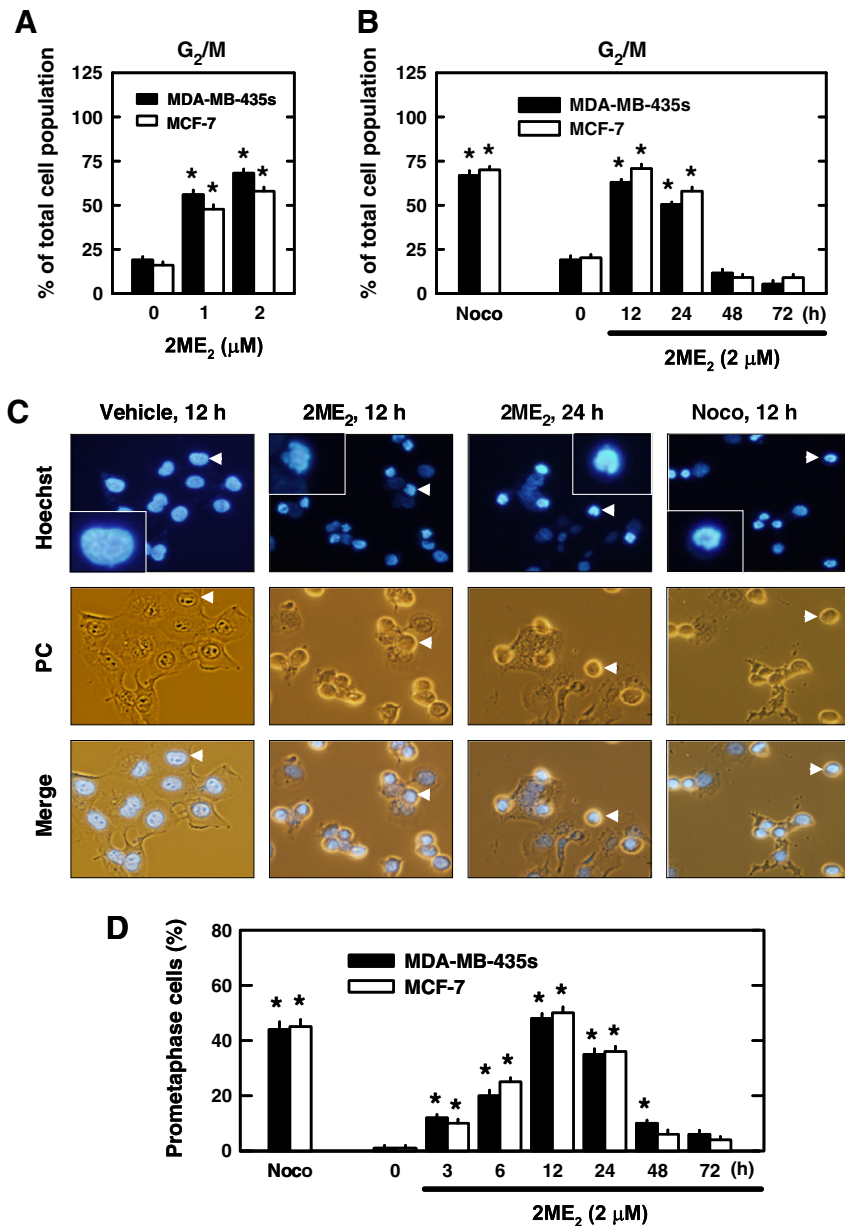 A
G₂/M
% of total cell population
125
100
75
50
25
0
MDA-MB-435s
MCF-7
* * * *
0 1 2
2ME₂ (μM)
B
G₂/M
% of total cell population
125
100
75
50
25
0
MDA-MB-435s
MCF-7
* * * * * *
Noco 0 12 24 48 72 (h)
2ME₂ (2 μM)
C
Vehicle, 12 h 2ME₂, 12 h 2ME₂, 24 h Noco, 12 h
Hoechst
PC
Merge
D
Prometaphase cells (%)
80
60
40
20
0
MDA-MB-435s
MCF-7
* * * * * * * * * * *
Noco 0 3 6 12 24 48 72 (h)
2ME₂ (2 μM)